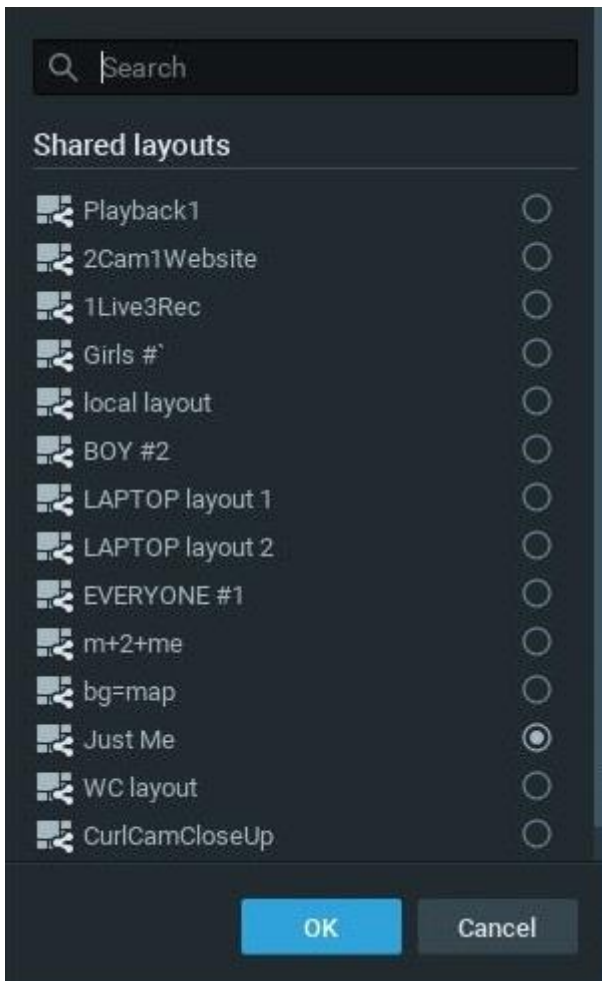 Search
Shared layouts
Playback1
2Cam1Website
1Live3Rec
Girls #`
local layout
BOY #2
LAPTOP layout 1
LAPTOP layout 2
EVERYONE #1
m+2+me
bg=map
Just Me
WC layout
CurlCamCloseUp
OK Cancel